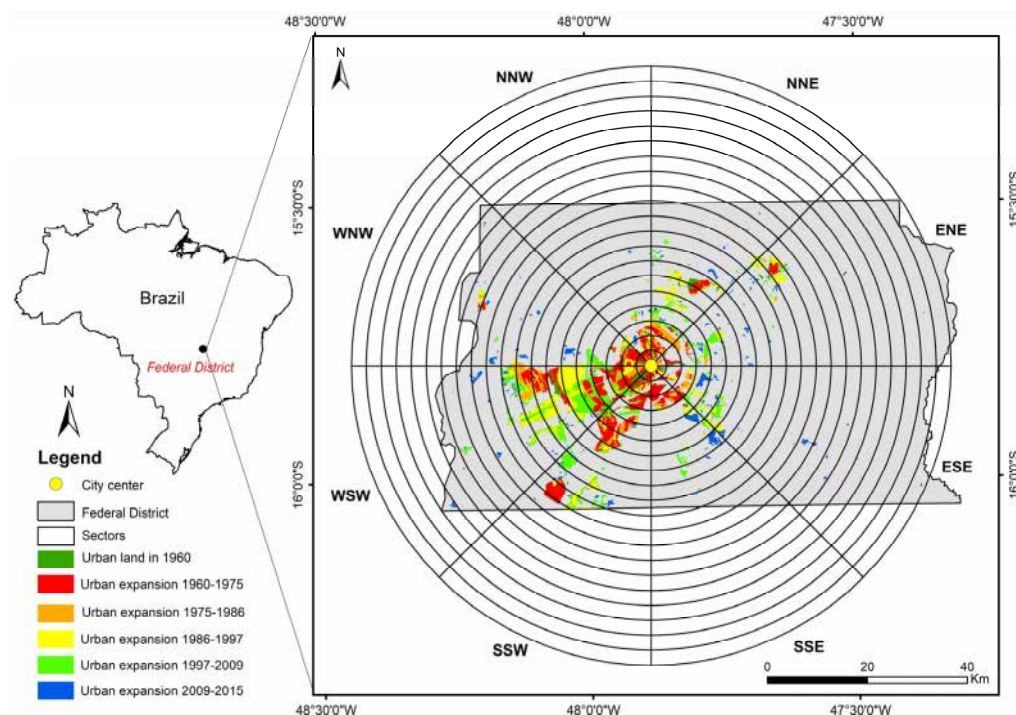 48°30'0"W
48°0'0"W
47°30'0"W
N
NNW
NNE
15°30'0"S
15°30'0"S
WNW
ENE
Brazil
Federal District
N
Legend
City center
Federal District
Sectors
Urban land in 1960
Urban expansion 1960-1975
Urban expansion 1975-1986
Urban expansion 1986-1997
Urban expansion 1997-2009
Urban expansion 2009-2015
16°0'0"S
16°0'0"S
WSW
ESE
SSW
SSE
0 20 40
Km
48°30'0"W
48°0'0"W
47°30'0"W